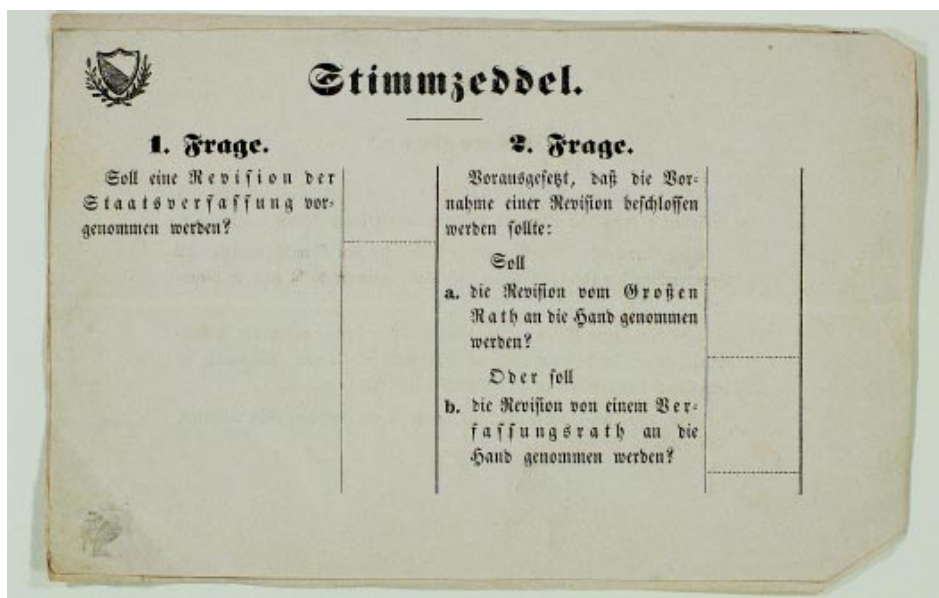 Stimmzeddel.
1. Frage.
Soll eine Revision der
Staatsverfassung vor-
genommen werden?
2. Frage.
Vorausgesetzt, daß die Vor-
nahme einer Revision beschlossen
werden sollte:
Soll
a. die Revision vom Großen
Rath an die Hand genommen
werden?
Oder soll
b. die Revision von einem Ver-
fassungsrath an die
Hand genommen werden?